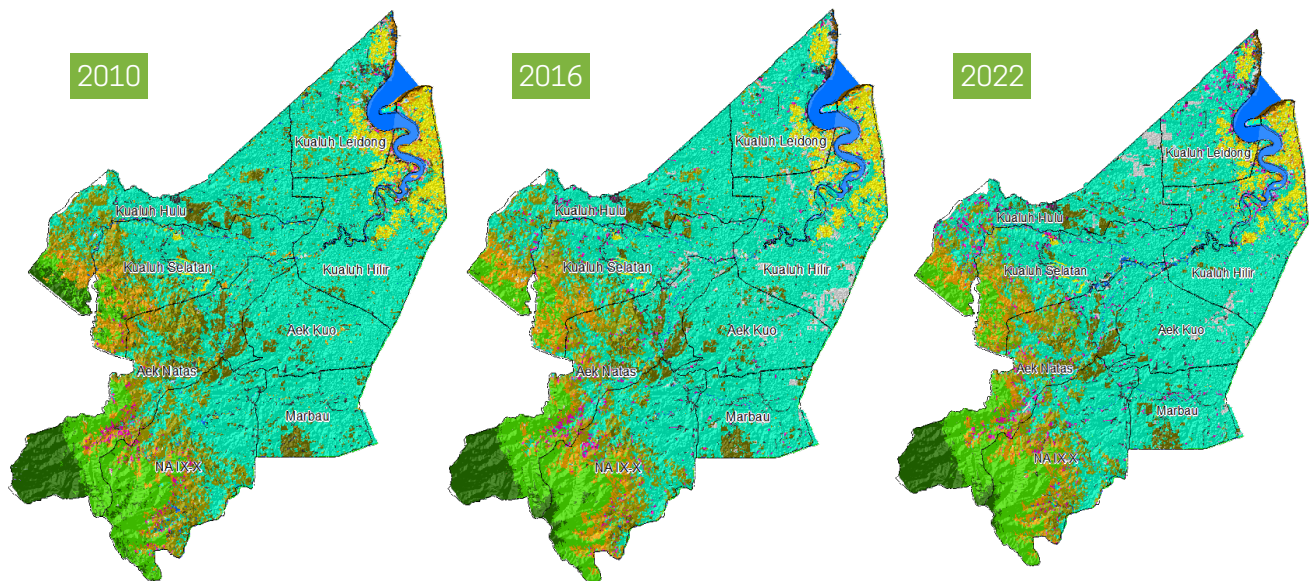 2010
Kualuh Leidong
Kualuh Hulu
Kualuh Selatan
Kualuh Hilir
Aek Kuo
Aek Natas
Marbau
NA IX-X
2016
Kualuh Leidong
Kualuh Hulu
Kualuh Selatan
Kualuh Hilir
Aek Kuo
Aek Natas
Marbau
NA IX-X
2022
Kualuh Leidong
Kualuh Hulu
Kualuh Selatan
Kualuh Hilir
Aek Kuo
Aek Natas
Marbau
NA IX-X